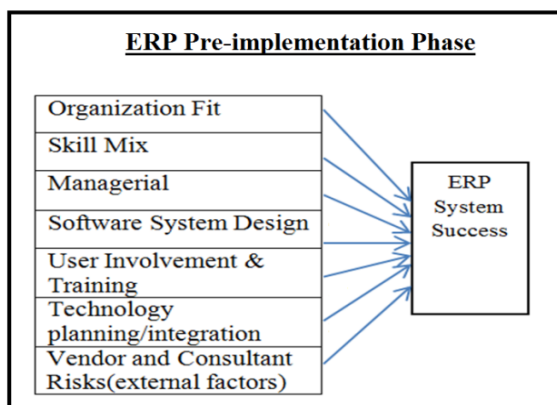 ERP Pre-implementation Phase
Organization Fit
Skill Mix
Managerial
Software System Design
User Involvement &
Training
Technology
planning/integration
Vendor and Consultant
Risks(external factors)
ERP
System
Success